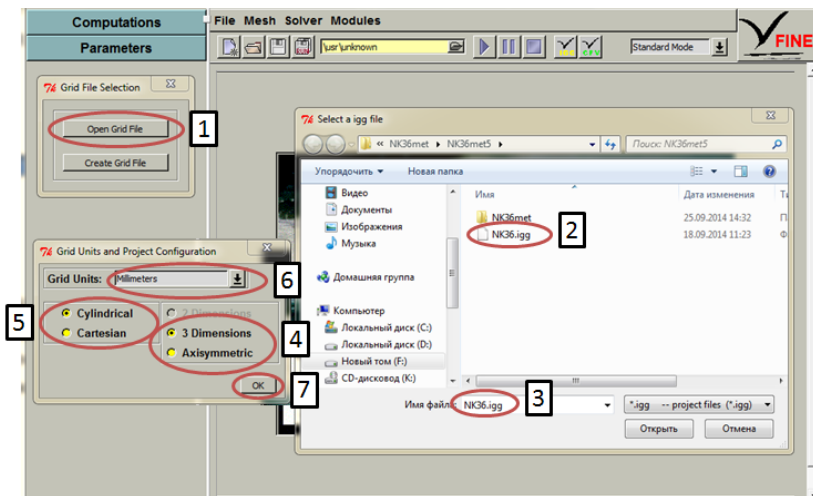 Computations
Parameters
File Mesh Solver Modules
\usr\unknown
Standard Mode
FINE
Grid File Selection
Open Grid File
1
Create Grid File
Select a igg file
« NK36met ▸ NK36met5 ▸
Поиск: NK36met5
Упорядочить ▾ Новая папка
Видео
Документы
Изображения
Музыка
Домашняя группа
Компьютер
Локальный диск (C:)
Локальный диск (D:)
Новый том (F:)
CD-дисковод (K:)
Имя Дата изменения
NK36met 25.09.2014 14:32 П
NK36.igg 18.09.2014 11:23 Ф
2
Имя файла: NK36.igg
3
*.igg -- project files (*.igg)
Открыть Отмена
Grid Units and Project Configuration
Grid Units: Milimeters
6
5
Cylindrical
Cartesian
2 Dimensions
3 Dimensions
Axisymmetric
4
OK
7